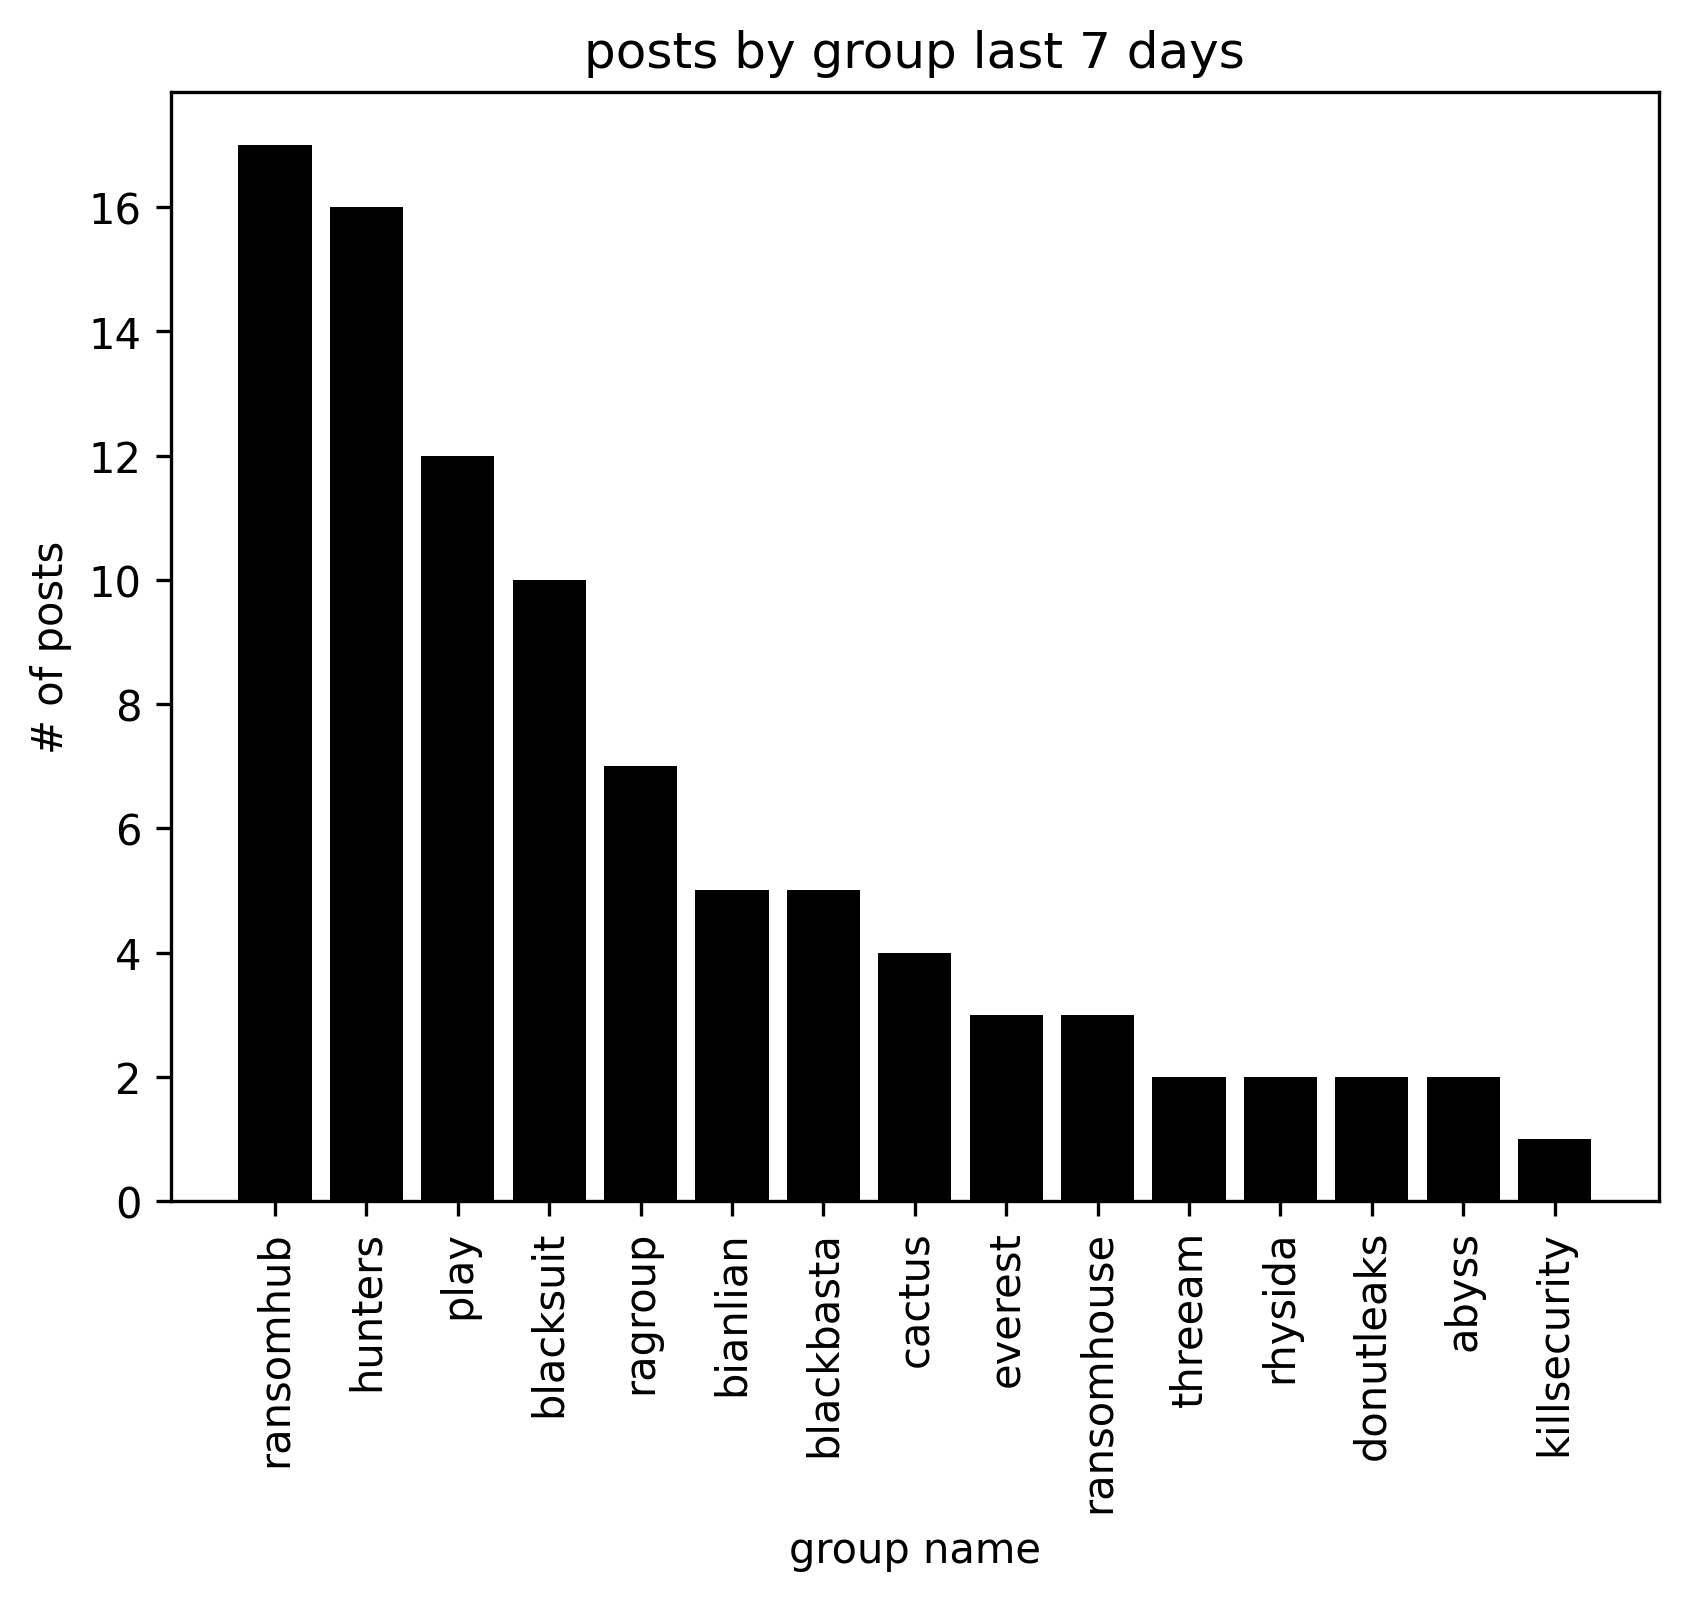 posts by group last 7 days
# of posts
16
14
12
10
8
6
4
2
0
ransomhub
hunters
play
blacksuit
ragroup
bianlian
blackbasta
cactus
everest
ransomhouse
threeam
rhysida
donutleaks
abyss
killsecurity
group name